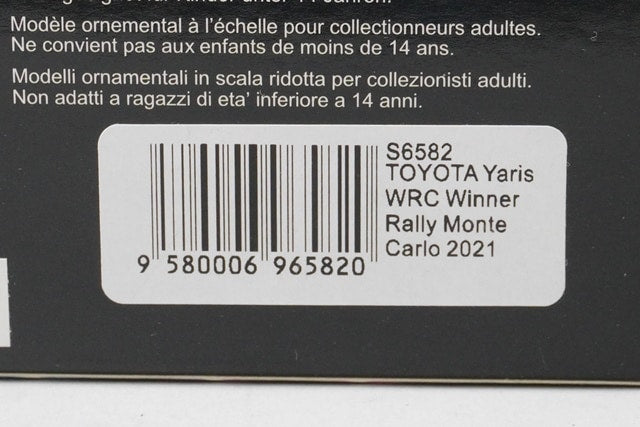 Modèle ornemental à l'échelle pour collectionneurs adultes.
Ne convient pas aux enfants de moins de 14 ans.
Modelli ornamentali in scala ridotta per collezionisti adulti.
Non adatti a ragazzi di eta' inferiore a 14 anni.
S6582
TOYOTA Yaris
WRC Winner
Rally Monte
Carlo 2021
9 580006 965820